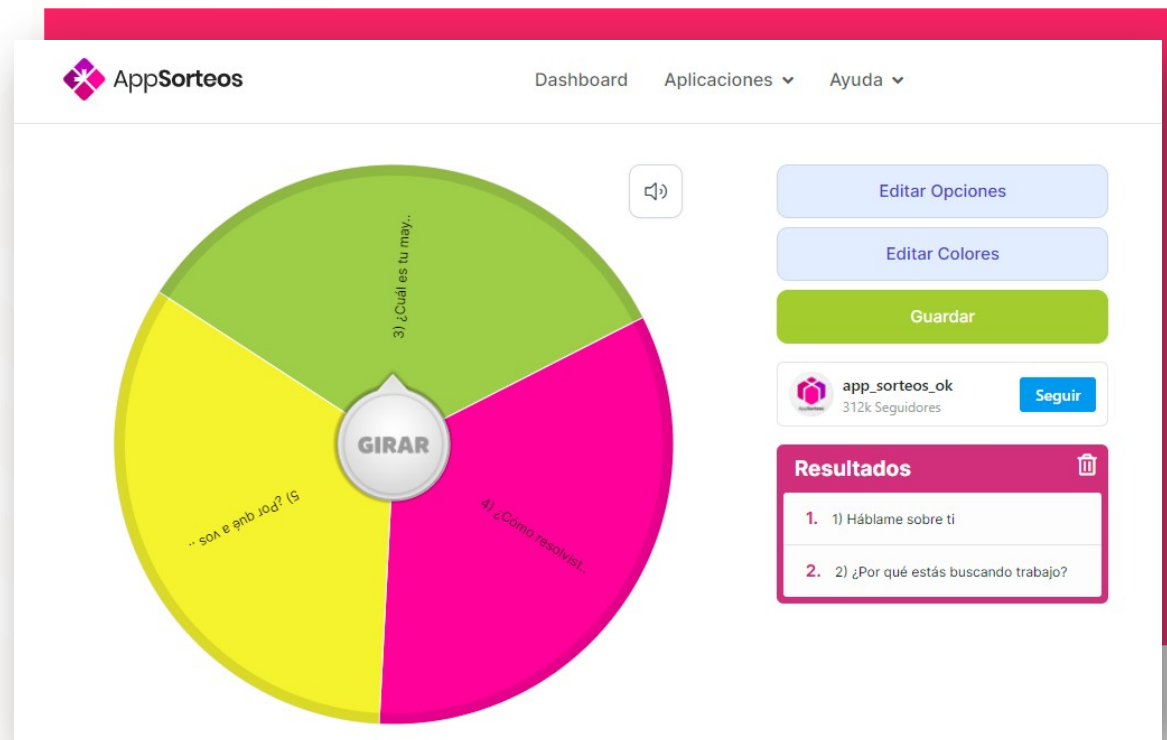 AppSorteos
Dashboard Aplicaciones Ayuda
3) ¿Cuál es tu may..
4) ¿Cómo resolvist..
5) ¿Por qué a vos ..
GIRAR
Editar Opciones
Editar Colores
Guardar
app_sorteos_ok
312k Seguidores
Seguir
Resultados
1. 1) Háblame sobre ti
2. 2) ¿Por qué estás buscando trabajo?